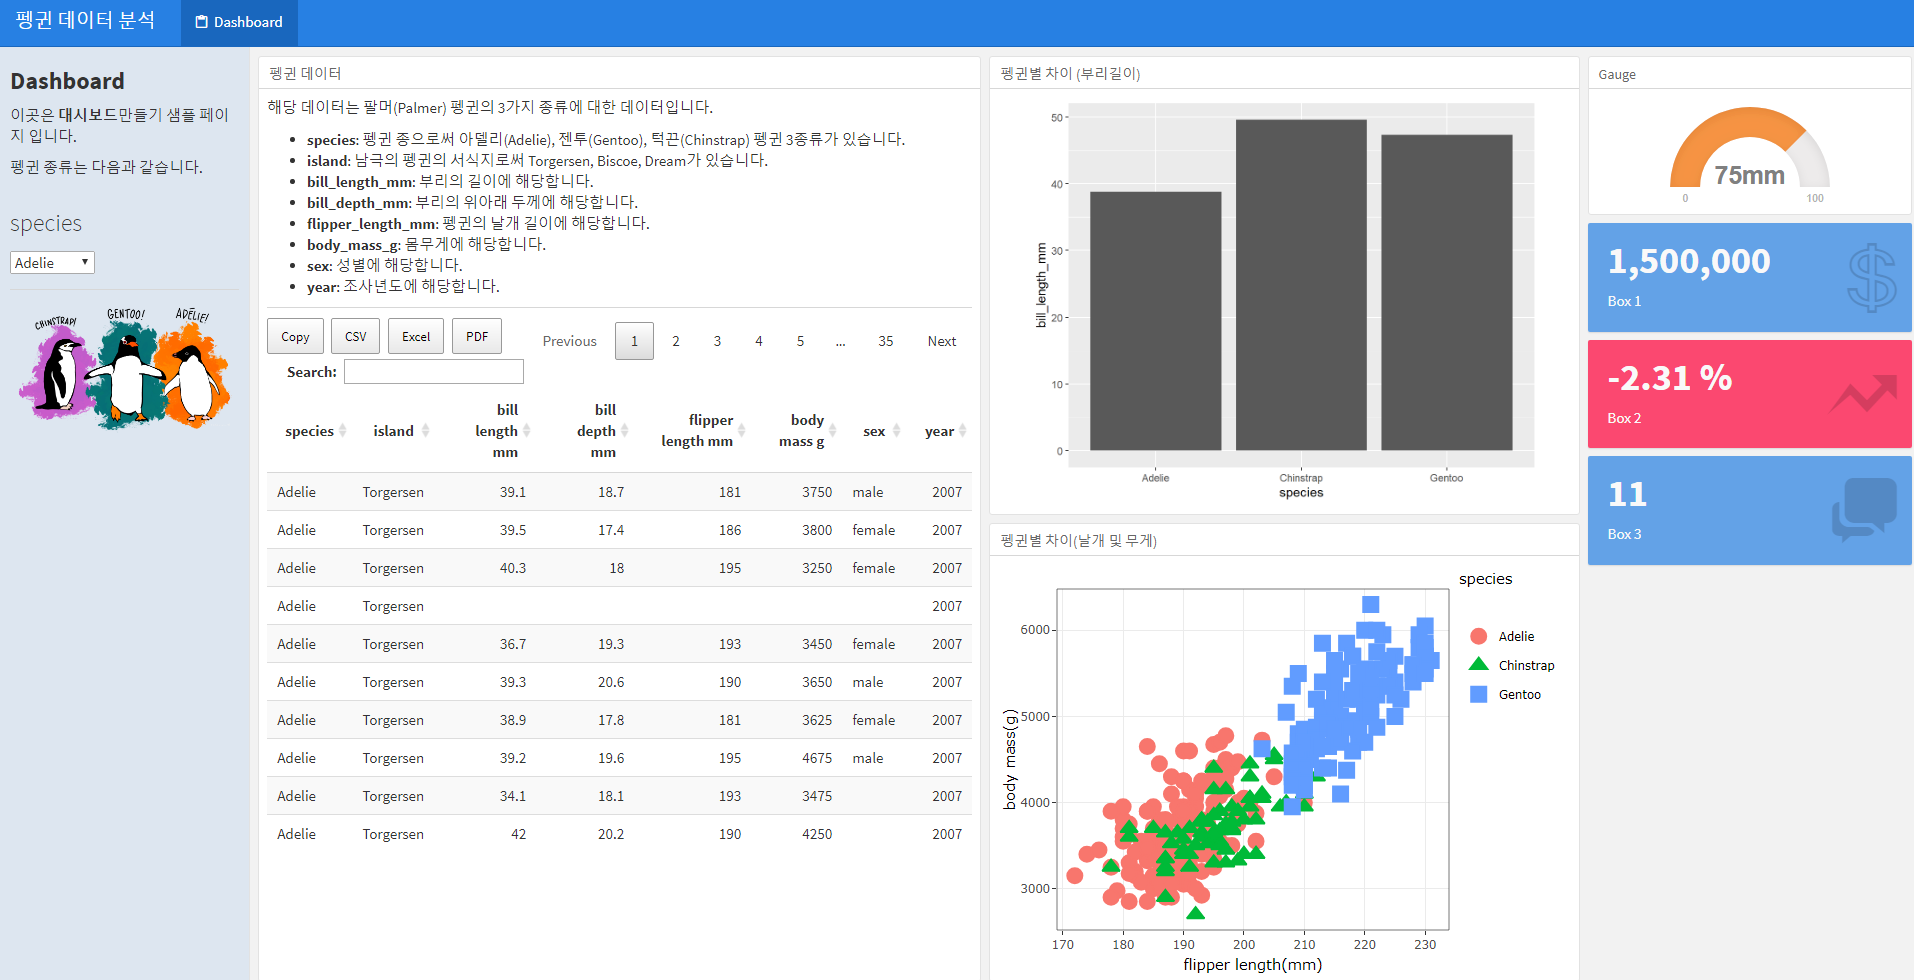 펭귄 데이터 분석
Dashboard
Dashboard
이곳은 대시보드만들기 샘플 페이
지 입니다.
펭귄 종류는 다음과 같습니다.
species
Adelie
CHINSTRAP!
GENTOO!
ADÉLIE!
펭귄 데이터
해당 데이터는 팔머(Palmer) 펭귄의 3가지 종류에 대한 데이터입니다.
species: 펭귄 종으로써 아델리(Adelie), 젠투(Gentoo), 턱끈(Chinstrap) 펭귄 3종류가 있습니다.
island: 남극의 펭귄의 서식지로써 Torgersen, Biscoe, Dream가 있습니다.
bill_length_mm: 부리의 길이에 해당합니다.
bill_depth_mm: 부리의 위아래 두께에 해당합니다.
flipper_length_mm: 펭귄의 날개 길이에 해당합니다.
body_mass_g: 몸무게에 해당합니다.
sex: 성별에 해당합니다.
year: 조사년도에 해당합니다.
Copy CSV Excel PDF Previous 1 2 3 4 5 ... 35 Next
Search:
species island bill length mm bill depth mm flipper length mm body mass g sex year
Adelie Torgersen 39.1 18.7 181 3750 male 2007
Adelie Torgersen 39.5 17.4 186 3800 female 2007
Adelie Torgersen 40.3 18 195 3250 female 2007
Adelie Torgersen 2007
Adelie Torgersen 36.7 19.3 193 3450 female 2007
Adelie Torgersen 39.3 20.6 190 3650 male 2007
Adelie Torgersen 38.9 17.8 181 3625 female 2007
Adelie Torgersen 39.2 19.6 195 4675 male 2007
Adelie Torgersen 34.1 18.1 193 3475 2007
Adelie Torgersen 42 20.2 190 4250 2007
펭귄별 차이 (부리길이)
50
40
30
20
10
0
bill_length_mm
Adelie Chinstrap Gentoo
species
펭귄별 차이(날개 및 무게)
species
Adelie
Chinstrap
Gentoo
6000
5000
4000
3000
body mass(g)
170 180 190 200 210 220 230
flipper length(mm)
Gauge
75mm
0 100
1,500,000
Box 1
-2.31 %
Box 2
11
Box 3